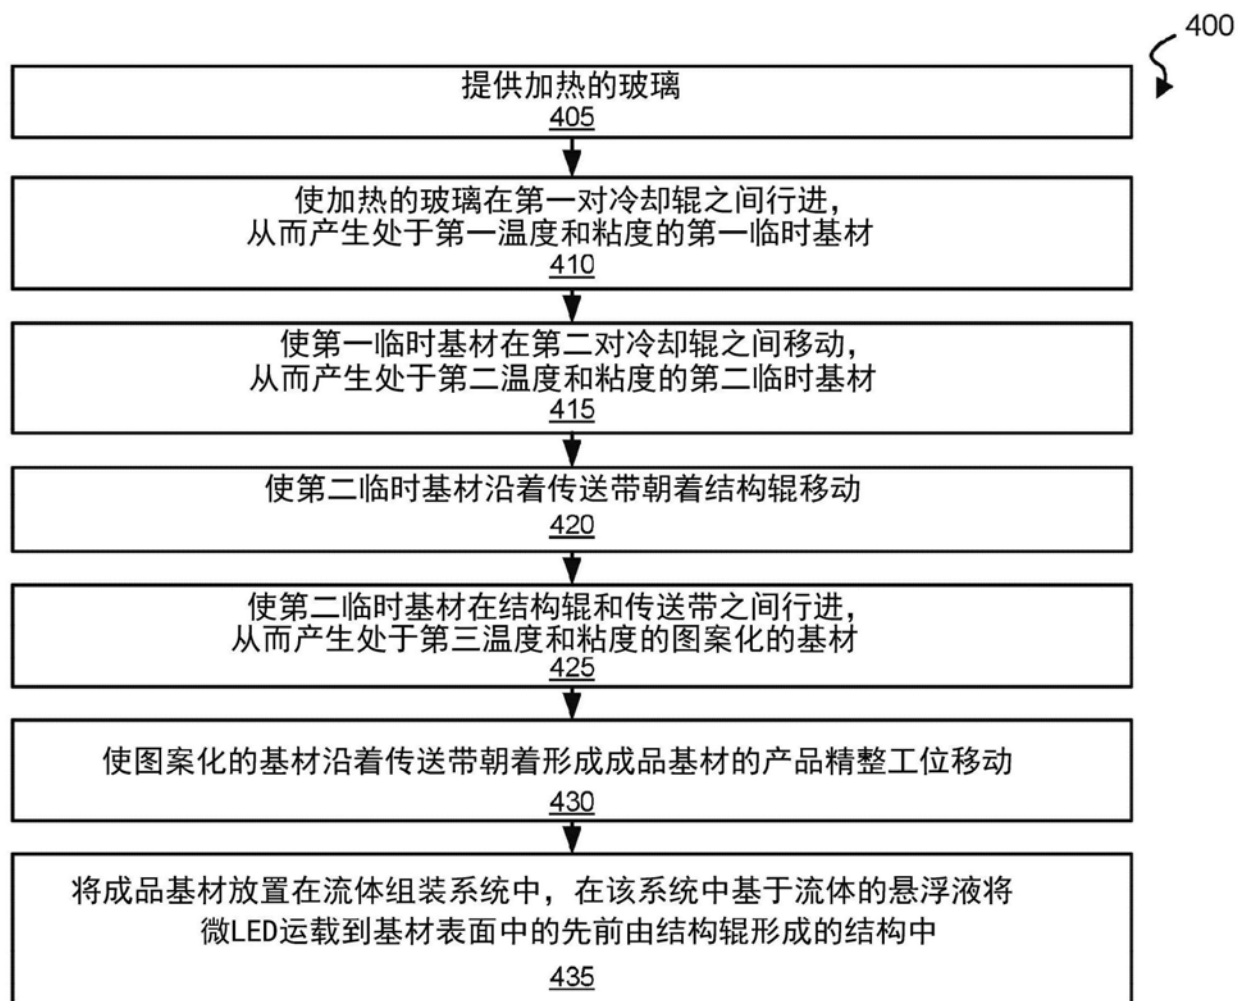 400
提供加热的玻璃
405
使加热的玻璃在第一对冷却辊之间行进，
从而产生处于第一温度和粘度的第一临时基材
410
使第一临时基材在第二对冷却辊之间移动，
从而产生处于第二温度和粘度的第二临时基材
415
使第二临时基材沿着传送带朝着结构辊移动
420
使第二临时基材在结构辊和传送带之间行进，
从而产生处于第三温度和粘度的图案化的基材
425
使图案化的基材沿着传送带朝着形成成品基材的产品精整工位移动
430
将成品基材放置在流体组装系统中，在该系统中基于流体的悬浮液将
微LED运载到基材表面中的先前由结构辊形成的结构中
435